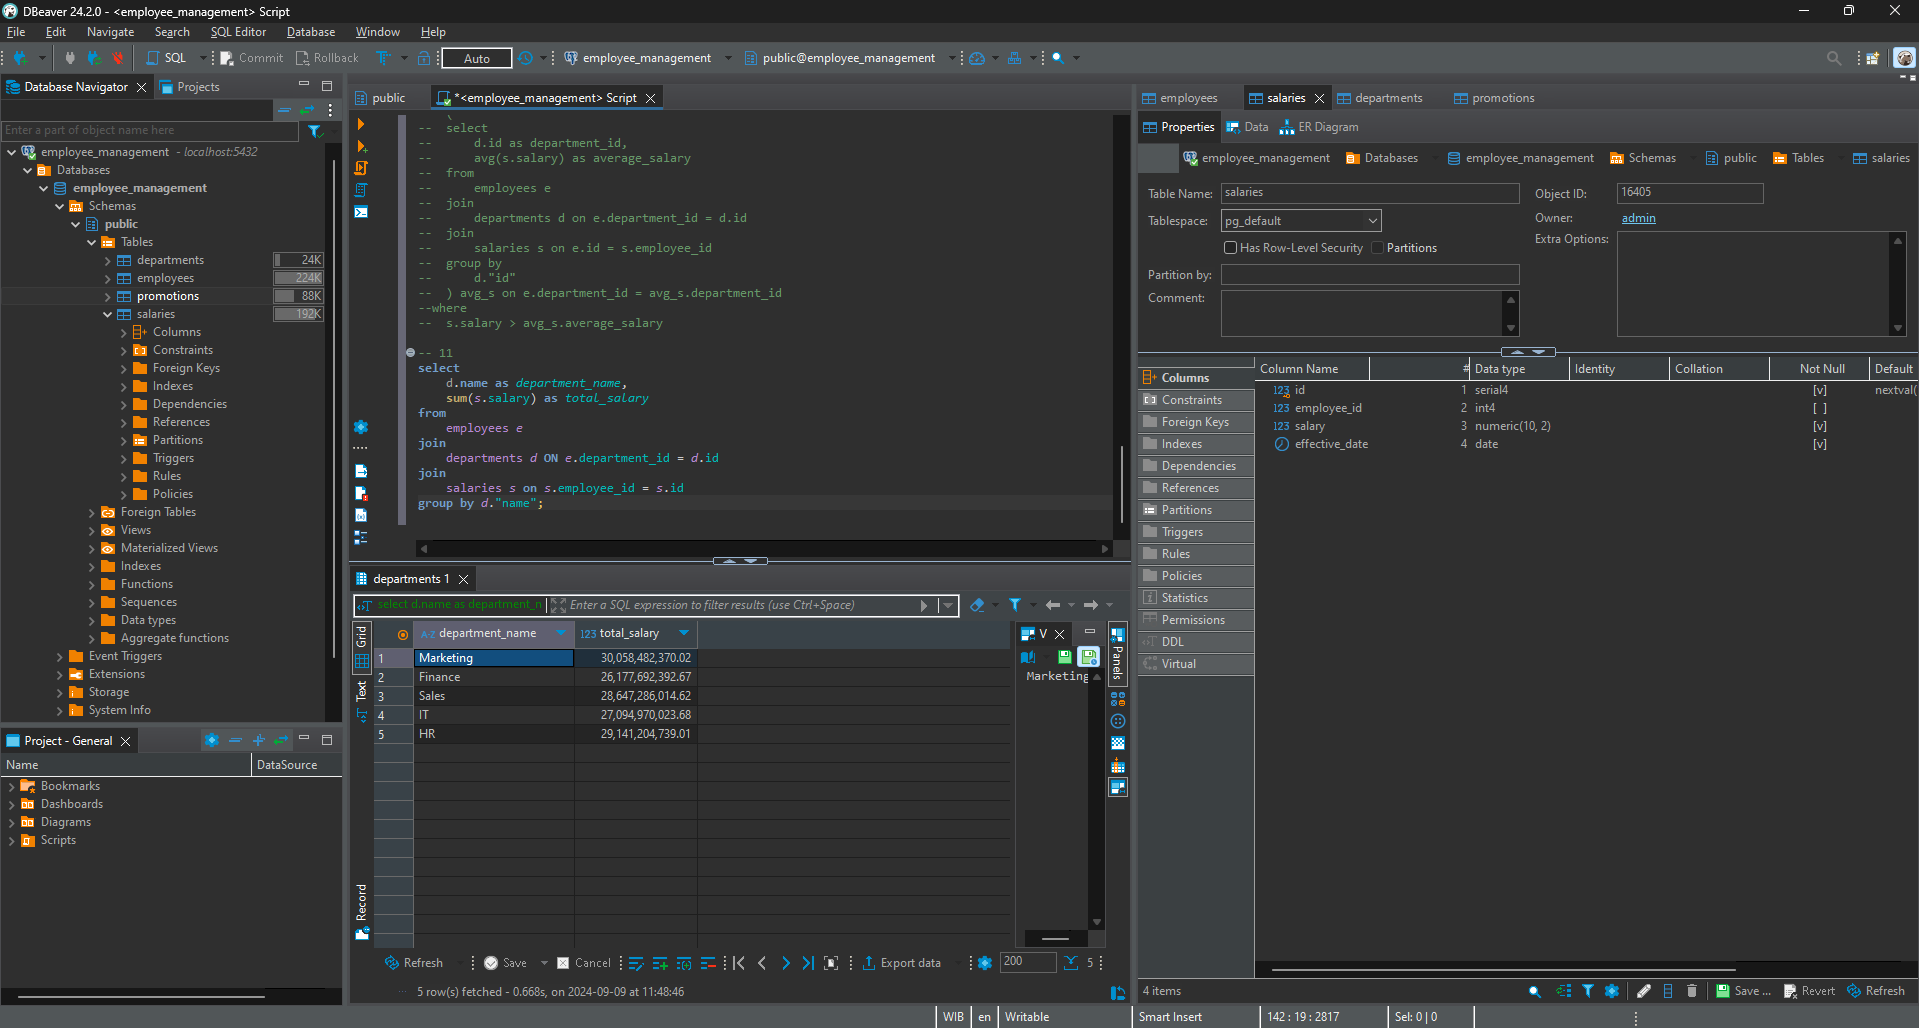 DBeaver 24.2.0 - <employee_management> Script
File Edit Navigate Search SQL Editor Database Window Help
SQL Commit Rollback Auto employee_management public@employee_management
Database Navigator Projects
Enter a part of object name here
employee_management - localhost:5432
Databases
employee_management
Schemas
public
Tables
departments 24K
employees 224K
promotions 88K
salaries 192K
Columns
Constraints
Foreign Keys
Indexes
Dependencies
References
Partitions
Triggers
Rules
Policies
Foreign Tables
Views
Materialized Views
Indexes
Functions
Sequences
Data types
Aggregate functions
Event Triggers
Extensions
Storage
System Info
Project - General
Name DataSource
Bookmarks
Dashboards
Diagrams
Scripts
public *<employee_management> Script
-- select
-- d.id as department_id,
-- avg(s.salary) as average_salary
-- from
-- employees e
-- join
-- departments d on e.department_id = d.id
-- join
-- salaries s on e.id = s.employee_id
-- group by
-- d."id"
-- ) avg_s on e.department_id = avg_s.department_id
--where
-- s.salary > avg_s.average_salary
-- 11
select
d.name as department_name,
sum(s.salary) as total_salary
from
employees e
join
departments d ON e.department_id = d.id
join
salaries s on s.employee_id = s.id
group by d."name";
departments 1
select d.name as department_n Enter a SQL expression to filter results (use Ctrl+Space)
Grid
Text
Record
A-Z department_name 123 total_salary
1 Marketing 30,058,482,370.02
2 Finance 26,177,692,392.67
3 Sales 28,647,286,014.62
4 IT 27,094,970,023.68
5 HR 29,141,204,739.01
V
Marketing
Panels
Refresh Save Cancel Export data 200 5
5 row(s) fetched - 0.668s, on 2024-09-09 at 11:48:46
employees salaries departments promotions
Properties Data ER Diagram
employee_management Databases employee_management Schemas public Tables salaries
Table Name: salaries Object ID: 16405
Tablespace: pg_default Owner: admin
Has Row-Level Security Partitions Extra Options:
Partition by:
Comment:
Columns
Constraints
Foreign Keys
Indexes
Dependencies
References
Partitions
Triggers
Rules
Policies
Statistics
Permissions
DDL
Virtual
Column Name # Data type Identity Collation Not Null Default
123 id 1 serial4 [v] nextval(
123 employee_id 2 int4 [ ]
123 salary 3 numeric(10, 2) [v]
effective_date 4 date [v]
4 items Save ... Revert Refresh
WIB en Writable Smart Insert 142 : 19 : 2817 Sel: 0 | 0